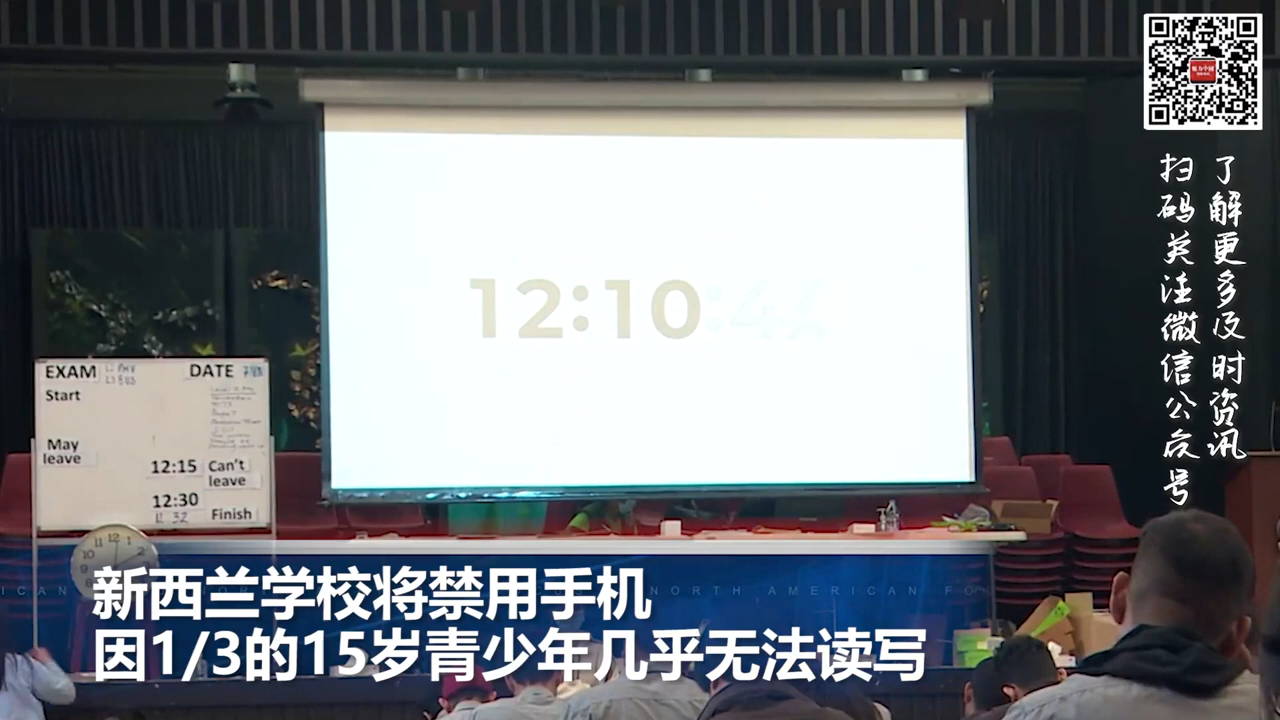 12:10
EXAM
DATE
Start
May
leave
12:15 Can't
leave
12:30
Finish
了解更多及时资讯
扫码关注微信公众号
NORTH AMERICAN FO
新西兰学校将禁用手机
因1/3的15岁青少年几乎无法读写